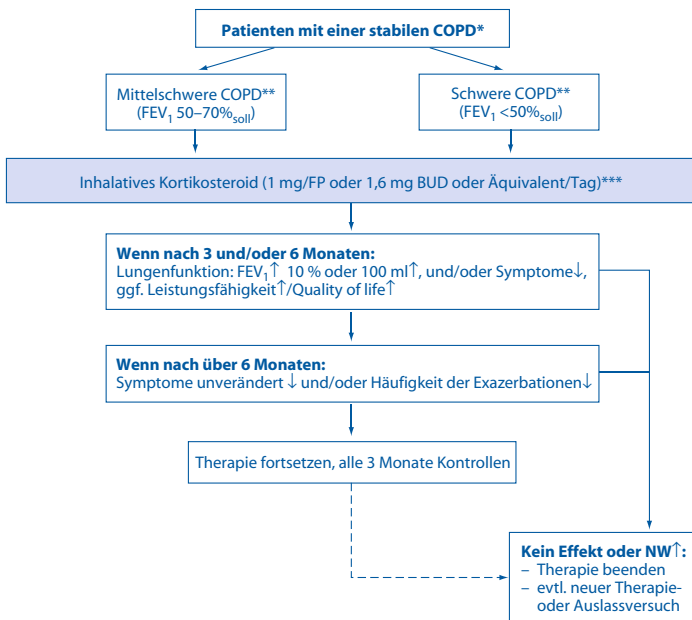 Patienten mit einer stabilen COPD*
Mittelschwere COPD**
(FEV₁ 50–70%soll)
Schwere COPD**
(FEV₁ <50%soll)
Inhalatives Kortikosteroid (1 mg/FP oder 1,6 mg BUD oder Äquivalent/Tag)***
Wenn nach 3 und/oder 6 Monaten:
Lungenfunktion: FEV₁↑ 10 % oder 100 ml↑, und/oder Symptome↓,
ggf. Leistungsfähigkeit↑/Quality of life↑
Wenn nach über 6 Monaten:
Symptome unverändert ↓ und/oder Häufigkeit der Exazerbationen↓
Therapie fortsetzen, alle 3 Monate Kontrollen
Kein Effekt oder NW↑:
– Therapie beenden
– evtl. neuer Therapie-
oder Auslassversuch